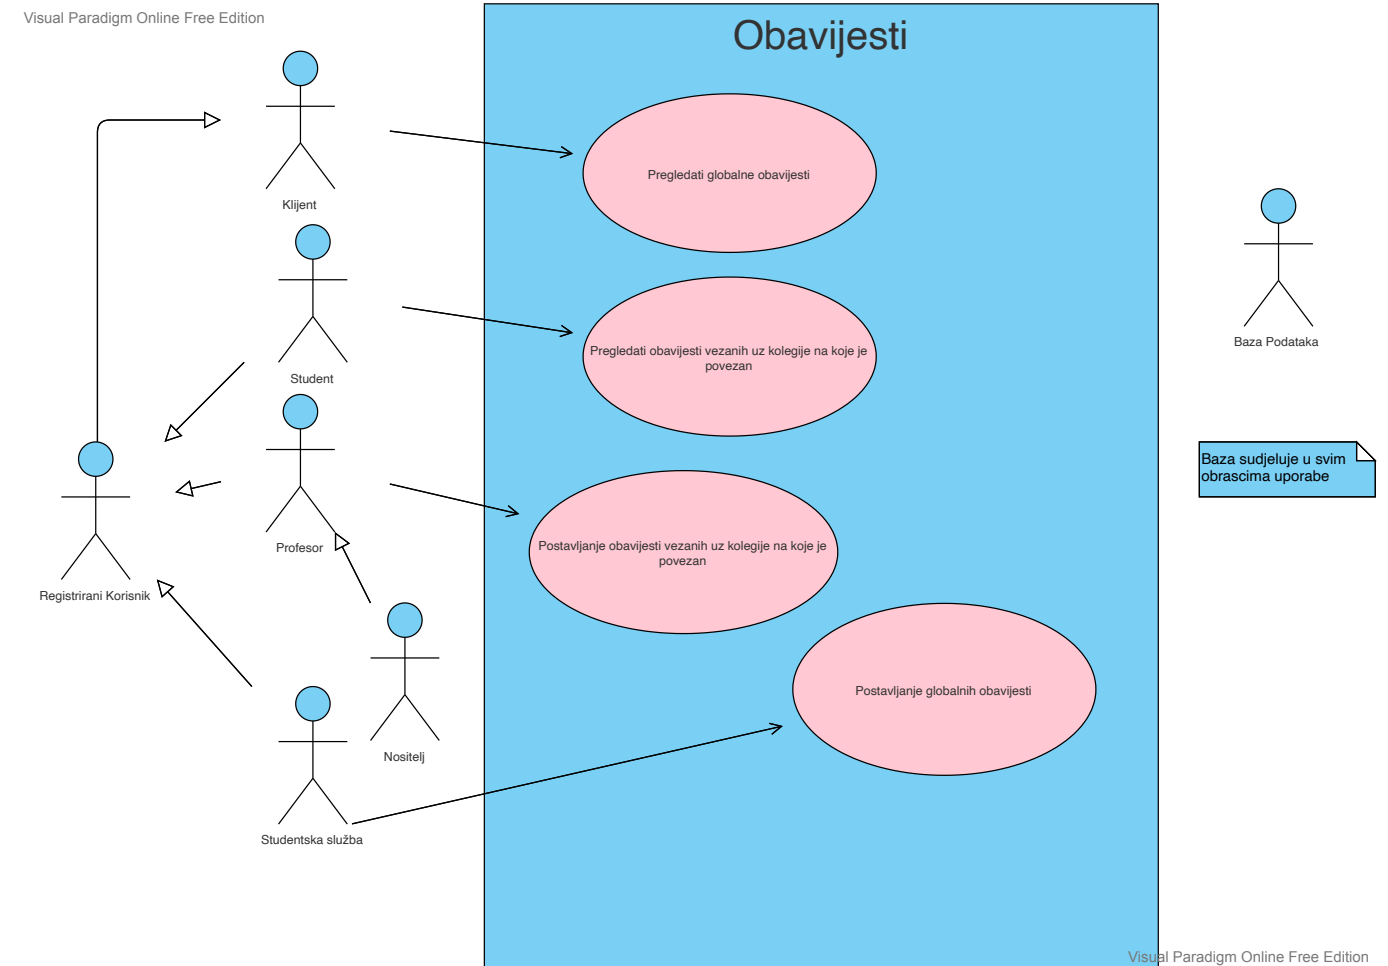 Visual Paradigm Online Free Edition
Obavijesti
Klijent
Pregledati globalne obavijesti
Student
Pregledati obavijesti vezanih uz kolegije na koje je
povezan
Baza Podataka
Baza sudjeluje u svim
obrascima uporabe
Profesor
Registrirani Korisnik
Postavljanje obavijesti vezanih uz kolegije na koje je
povezan
Nositelj
Postavljanje globalnih obavijesti
Studentska služba
Visual Paradigm Online Free Edition